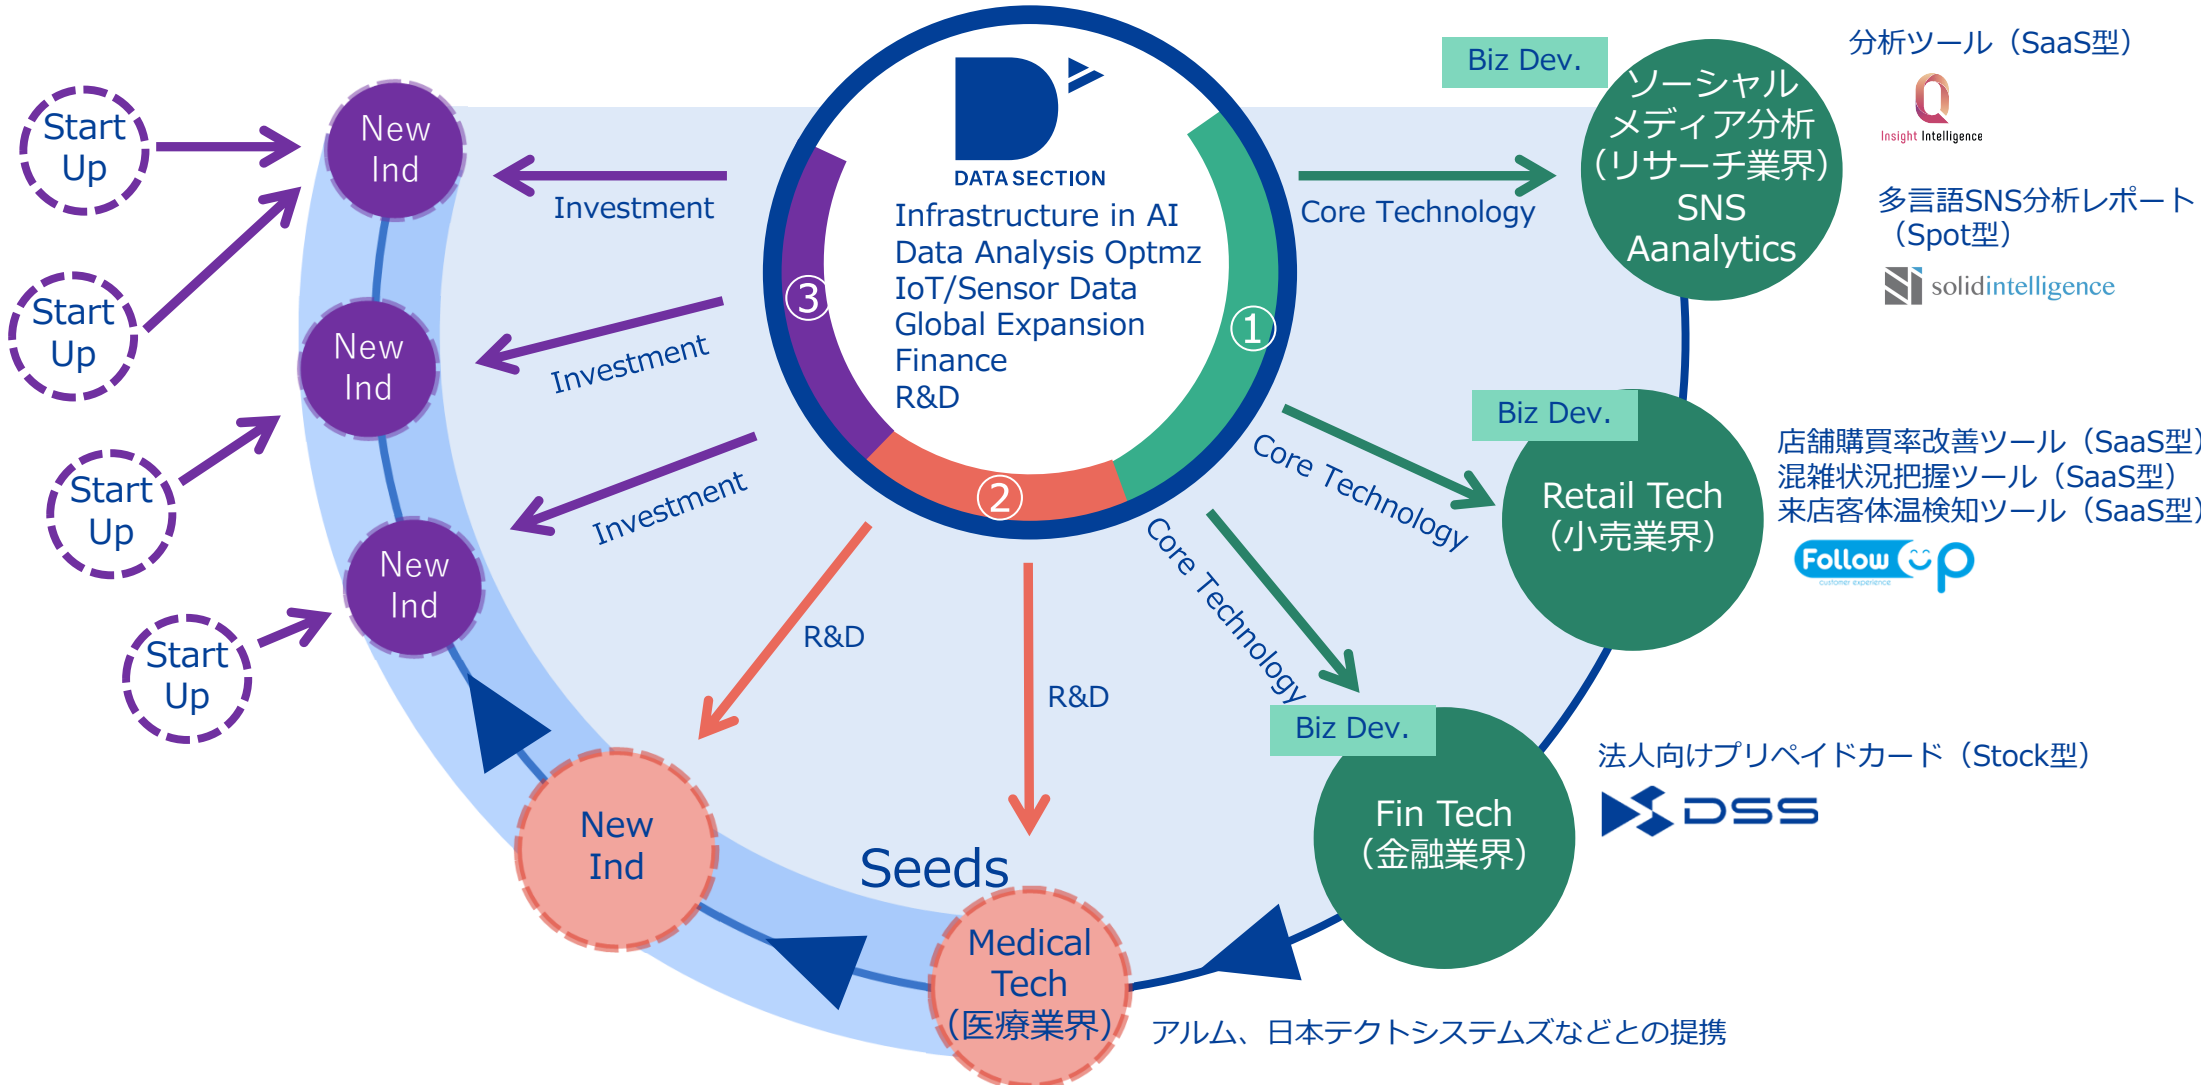 DATA SECTION
Infrastructure in AI
Data Analysis Optmz
IoT/Sensor Data
Global Expansion
Finance
R&D
①
②
③
Start
Up
Start
Up
Start
Up
Start
Up
New
Ind
New
Ind
New
Ind
Investment
Investment
Investment
R&D
R&D
New
Ind
Seeds
Medical
Tech
(医療業界)
アルム、日本テクトシステムズなどとの提携
Core Technology
Core Technology
Core Technology
Biz Dev.
ソーシャル
メディア分析
(リサーチ業界)
SNS
Aanalytics
分析ツール（SaaS型）
Insight Intelligence
多言語SNS分析レポート
（Spot型）
solidintelligence
Biz Dev.
Retail Tech
（小売業界）
店舗購買率改善ツール（SaaS型）
混雑状況把握ツール（SaaS型）
来店客体温検知ツール（SaaS型）
Follow Up
customer experience
Biz Dev.
Fin Tech
（金融業界）
法人向けプリペイドカード（Stock型）
DSS